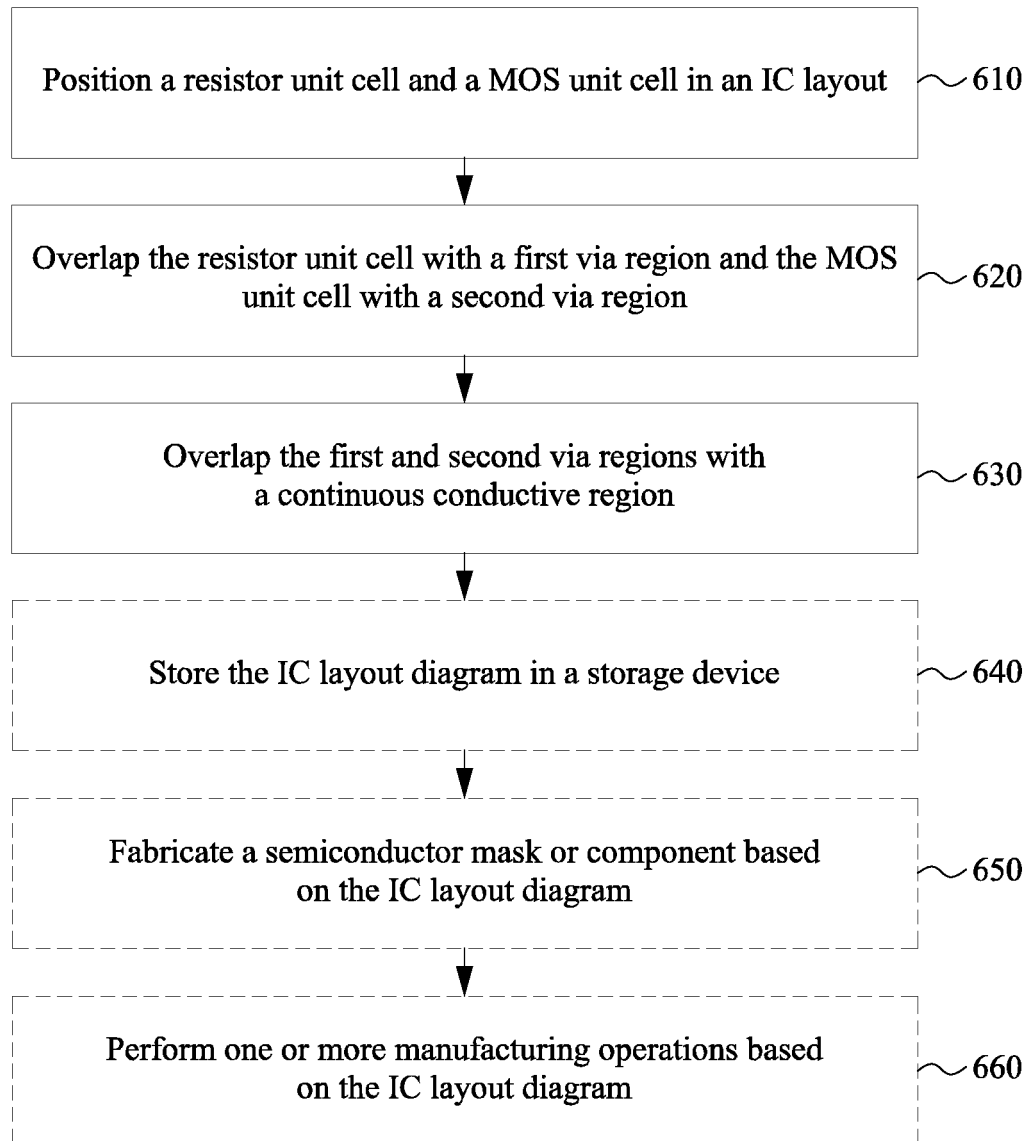 Position a resistor unit cell and a MOS unit cell in an IC layout
610
Overlap the resistor unit cell with a first via region and the MOS
unit cell with a second via region
620
Overlap the first and second via regions with
a continuous conductive region
630
Store the IC layout diagram in a storage device
640
Fabricate a semiconductor mask or component based
on the IC layout diagram
650
Perform one or more manufacturing operations based
on the IC layout diagram
660